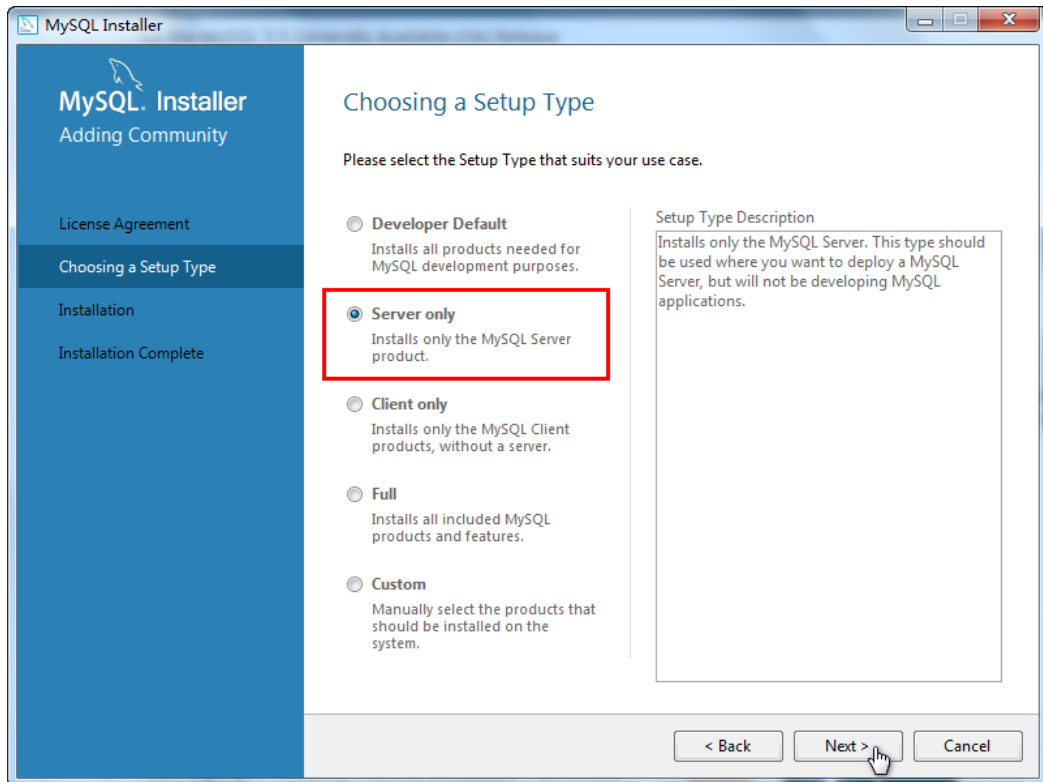 MySQL Installer
MySQL. Installer
Adding Community
License Agreement
Choosing a Setup Type
Installation
Installation Complete
Choosing a Setup Type
Please select the Setup Type that suits your use case.
Developer Default
Installs all products needed for
MySQL development purposes.
Server only
Installs only the MySQL Server
product.
Client only
Installs only the MySQL Client
products, without a server.
Full
Installs all included MySQL
products and features.
Custom
Manually select the products that
should be installed on the
system.
Setup Type Description
Installs only the MySQL Server. This type should
be used where you want to deploy a MySQL
Server, but will not be developing MySQL
applications.
< Back
Next >
Cancel